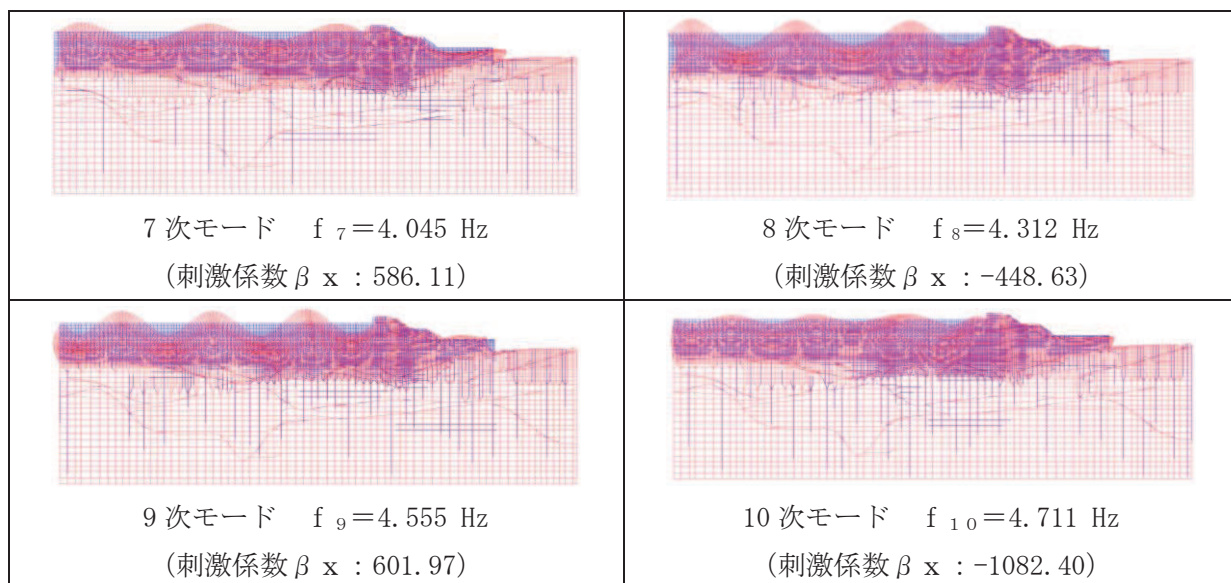 7 次モード　f ₇＝4.045 Hz
(刺激係数β x : 586.11)
8 次モード　f ₈＝4.312 Hz
(刺激係数β x : -448.63)
9 次モード　f ₉＝4.555 Hz
(刺激係数β x : 601.97)
10 次モード　f ₁₀＝4.711 Hz
(刺激係数β x : -1082.40)